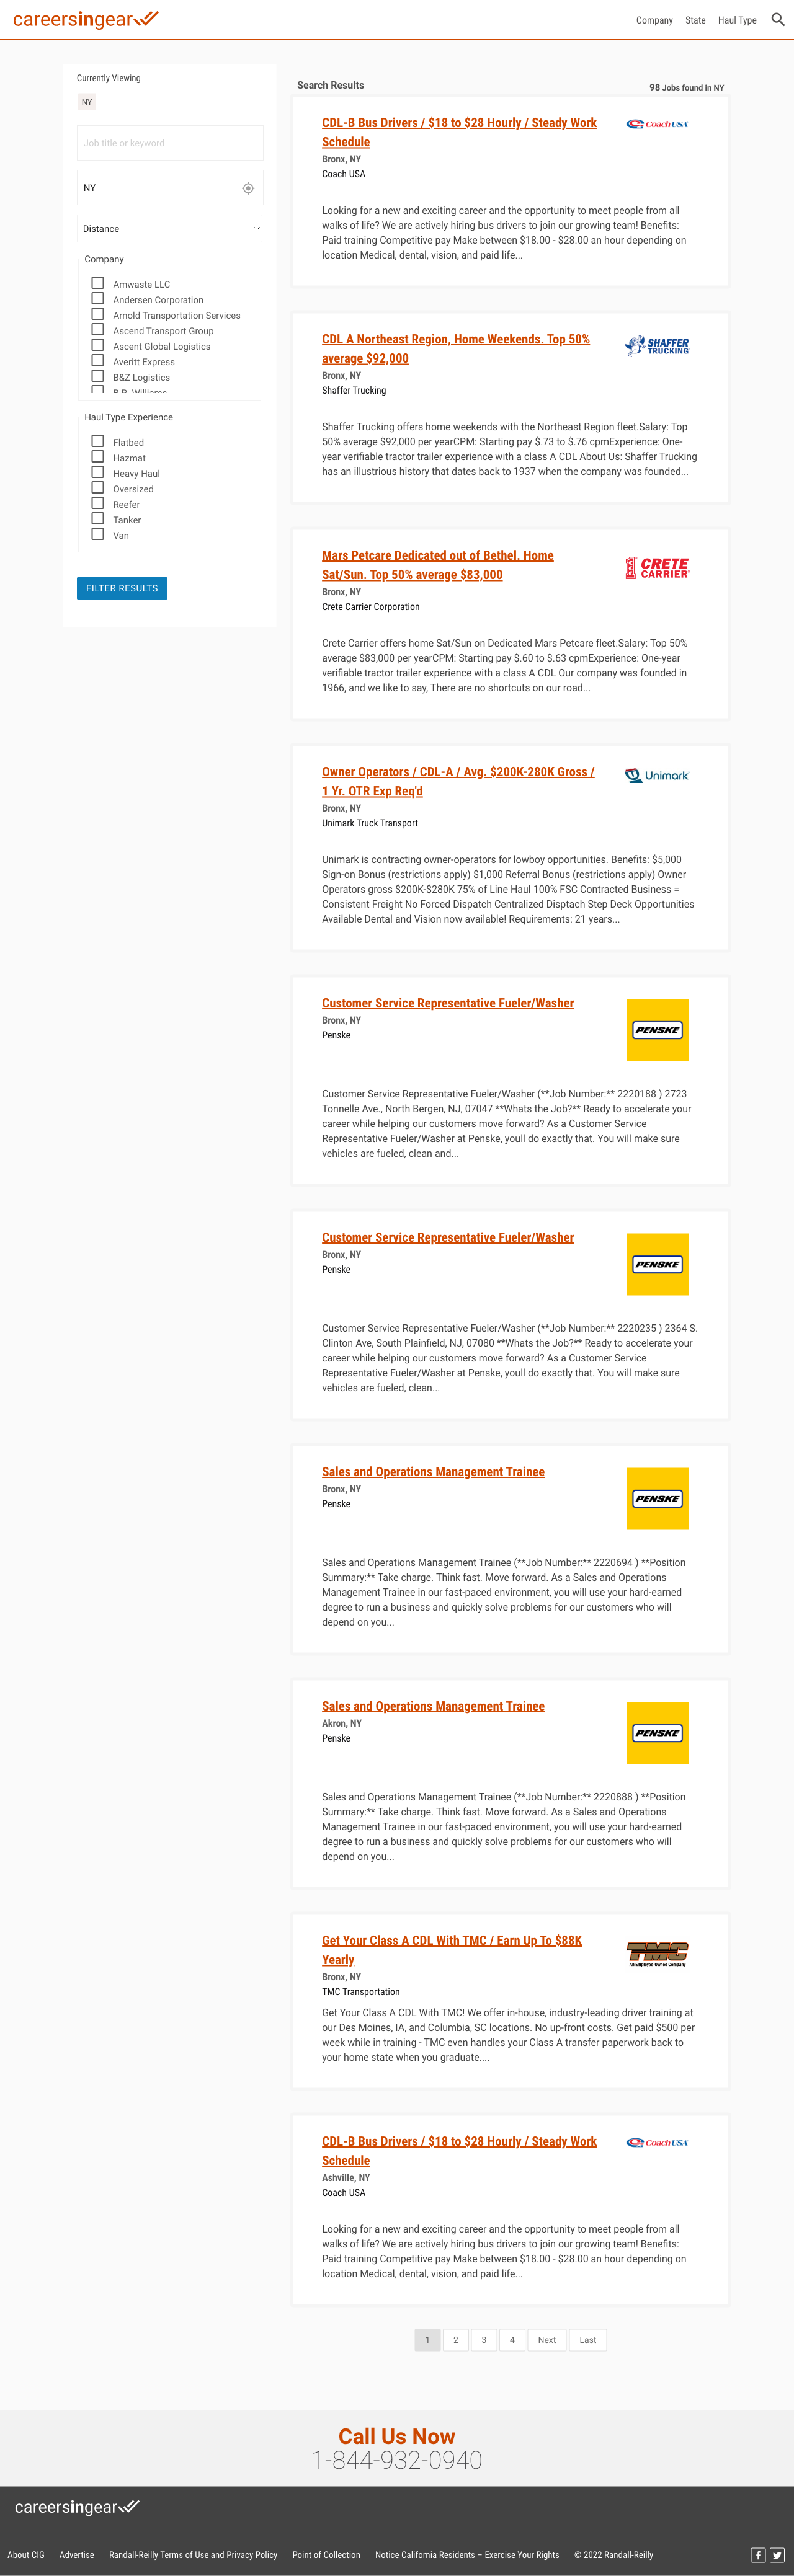 careersingear
Company State Haul Type
Currently Viewing
NY
Job title or keyword
NY
Distance
Company
Amwaste LLC
Andersen Corporation
Arnold Transportation Services
Ascend Transport Group
Ascent Global Logistics
Averitt Express
B&Z Logistics
B.R. Williams
Haul Type Experience
Flatbed
Hazmat
Heavy Haul
Oversized
Reefer
Tanker
Van
FILTER RESULTS
Search Results
98 Jobs found in NY
CDL-B Bus Drivers / $18 to $28 Hourly / Steady Work
Schedule
Bronx, NY
Coach USA
Coach USA
Looking for a new and exciting career and the opportunity to meet people from all
walks of life? We are actively hiring bus drivers to join our growing team! Benefits:
Paid training Competitive pay Make between $18.00 - $28.00 an hour depending on
location Medical, dental, vision, and paid life...
CDL A Northeast Region, Home Weekends. Top 50%
average $92,000
Bronx, NY
Shaffer Trucking
SHAFFER
TRUCKING
Shaffer Trucking offers home weekends with the Northeast Region fleet.Salary: Top
50% average $92,000 per yearCPM: Starting pay $.73 to $.76 cpmExperience: One-
year verifiable tractor trailer experience with a class A CDL About Us: Shaffer Trucking
has an illustrious history that dates back to 1937 when the company was founded...
Mars Petcare Dedicated out of Bethel. Home
Sat/Sun. Top 50% average $83,000
Bronx, NY
Crete Carrier Corporation
CRETE
CARRIER
Crete Carrier offers home Sat/Sun on Dedicated Mars Petcare fleet.Salary: Top 50%
average $83,000 per yearCPM: Starting pay $.60 to $.63 cpmExperience: One-year
verifiable tractor trailer experience with a class A CDL Our company was founded in
1966, and we like to say, There are no shortcuts on our road...
Owner Operators / CDL-A / Avg. $200K-280K Gross /
1 Yr. OTR Exp Req'd
Bronx, NY
Unimark Truck Transport
Unimark
Unimark is contracting owner-operators for lowboy opportunities. Benefits: $5,000
Sign-on Bonus (restrictions apply) $1,000 Referral Bonus (restrictions apply) Owner
Operators gross $200K-$280K 75% of Line Haul 100% FSC Contracted Business =
Consistent Freight No Forced Dispatch Centralized Disptach Step Deck Opportunities
Available Dental and Vision now available! Requirements: 21 years...
Customer Service Representative Fueler/Washer
Bronx, NY
Penske
PENSKE
Customer Service Representative Fueler/Washer (**Job Number:** 2220188 ) 2723
Tonnelle Ave., North Bergen, NJ, 07047 **Whats the Job?** Ready to accelerate your
career while helping our customers move forward? As a Customer Service
Representative Fueler/Washer at Penske, youll do exactly that. You will make sure
vehicles are fueled, clean and...
Customer Service Representative Fueler/Washer
Bronx, NY
Penske
PENSKE
Customer Service Representative Fueler/Washer (**Job Number:** 2220235 ) 2364 S.
Clinton Ave, South Plainfield, NJ, 07080 **Whats the Job?** Ready to accelerate your
career while helping our customers move forward? As a Customer Service
Representative Fueler/Washer at Penske, youll do exactly that. You will make sure
vehicles are fueled, clean...
Sales and Operations Management Trainee
Bronx, NY
Penske
PENSKE
Sales and Operations Management Trainee (**Job Number:** 2220694 ) **Position
Summary:** Take charge. Think fast. Move forward. As a Sales and Operations
Management Trainee in our fast-paced environment, you will use your hard-earned
degree to run a business and quickly solve problems for our customers who will
depend on you...
Sales and Operations Management Trainee
Akron, NY
Penske
PENSKE
Sales and Operations Management Trainee (**Job Number:** 2220888 ) **Position
Summary:** Take charge. Think fast. Move forward. As a Sales and Operations
Management Trainee in our fast-paced environment, you will use your hard-earned
degree to run a business and quickly solve problems for our customers who will
depend on you...
Get Your Class A CDL With TMC / Earn Up To $88K
Yearly
Bronx, NY
TMC Transportation
TMC
An Employee-Owned Company
Get Your Class A CDL With TMC! We offer in-house, industry-leading driver training at
our Des Moines, IA, and Columbia, SC locations. No up-front costs. Get paid $500 per
week while in training - TMC even handles your Class A transfer paperwork back to
your home state when you graduate....
CDL-B Bus Drivers / $18 to $28 Hourly / Steady Work
Schedule
Ashville, NY
Coach USA
Coach USA
Looking for a new and exciting career and the opportunity to meet people from all
walks of life? We are actively hiring bus drivers to join our growing team! Benefits:
Paid training Competitive pay Make between $18.00 - $28.00 an hour depending on
location Medical, dental, vision, and paid life...
1 2 3 4 Next Last
Call Us Now
1-844-932-0940
careersingear
About CIG Advertise Randall-Reilly Terms of Use and Privacy Policy Point of Collection Notice California Residents – Exercise Your Rights © 2022 Randall-Reilly